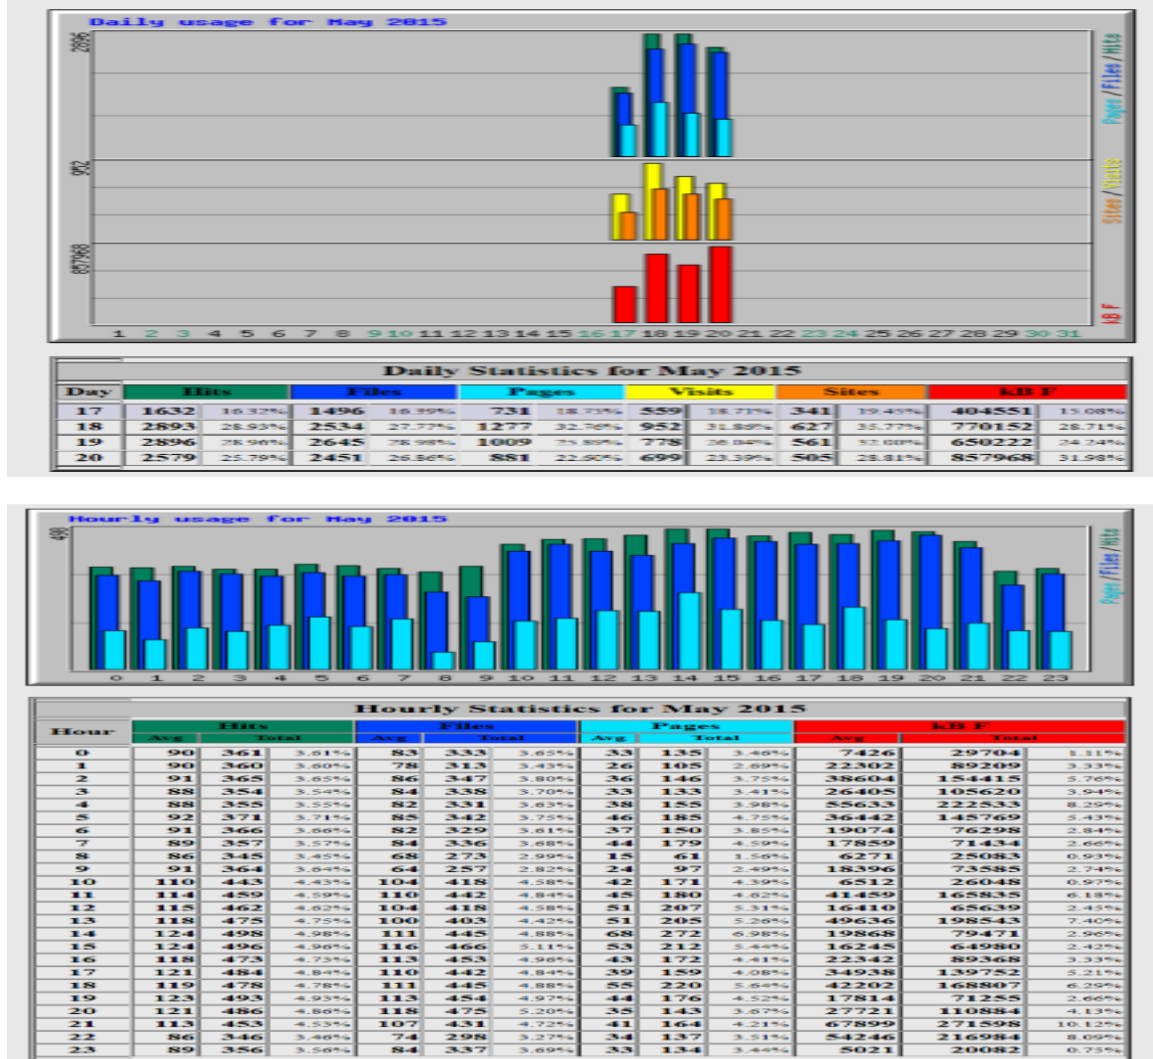 Daily usage for May 2015
2896
Pages/Files/Hits
952
Sites/Visits
857968
kB F
1 2 3 4 5 6 7 8 9 10 11 12 13 14 15 16 17 18 19 20 21 22 23 24 25 26 27 28 29 30 31
Daily Statistics for May 2015
Day Hits Files Pages Visits Sites kB F
17 1632 16.32% 1496 16.39% 731 18.75% 559 18.71% 341 19.45% 404551 15.08%
18 2893 28.93% 2534 27.77% 1277 32.76% 952 31.86% 627 35.77% 770152 28.71%
19 2896 28.96% 2645 28.98% 1009 25.89% 778 26.04% 561 32.00% 650222 24.24%
20 2579 25.79% 2451 26.86% 881 22.60% 699 23.39% 505 28.81% 857968 31.98%
Hourly usage for May 2015
498
Pages/Files/Hits
0 1 2 3 4 5 6 7 8 9 10 11 12 13 14 15 16 17 18 19 20 21 22 23
Hourly Statistics for May 2015
Hour Hits Files Pages kB F
Avg Total Avg Total Avg Total Avg Total
0 90 361 3.61% 83 333 3.65% 33 135 3.46% 7426 29704 1.11%
1 90 360 3.60% 78 313 3.43% 26 105 2.69% 22302 89209 3.33%
2 91 365 3.65% 86 347 3.80% 36 146 3.75% 38604 154415 5.76%
3 88 354 3.54% 84 338 3.70% 33 133 3.41% 26405 105620 3.94%
4 88 355 3.55% 82 331 3.63% 38 155 3.98% 55633 222533 8.29%
5 92 371 3.71% 85 342 3.75% 46 185 4.75% 36442 145769 5.43%
6 91 366 3.66% 82 329 3.61% 37 150 3.85% 19074 76298 2.84%
7 89 357 3.57% 84 336 3.68% 44 179 4.59% 17859 71434 2.66%
8 86 345 3.45% 68 273 2.99% 15 61 1.56% 6271 25083 0.93%
9 91 364 3.64% 64 257 2.82% 24 97 2.49% 18396 73585 2.74%
10 110 443 4.43% 104 418 4.58% 42 171 4.39% 6512 26048 0.97%
11 114 459 4.59% 110 442 4.84% 45 180 4.62% 41459 165835 6.18%
12 115 462 4.62% 104 418 4.58% 51 207 5.31% 16410 65639 2.45%
13 118 475 4.75% 100 403 4.42% 51 205 5.26% 49636 198543 7.40%
14 124 498 4.98% 111 445 4.88% 68 272 6.98% 19868 79471 2.96%
15 124 496 4.96% 116 466 5.11% 53 212 5.44% 16245 64980 2.42%
16 118 473 4.73% 113 453 4.96% 43 172 4.41% 22342 89368 3.33%
17 121 484 4.84% 110 442 4.84% 39 159 4.08% 34938 139752 5.21%
18 119 478 4.78% 111 445 4.88% 55 220 5.64% 42202 168807 6.29%
19 123 493 4.93% 113 454 4.97% 44 176 4.52% 17814 71255 2.66%
20 121 486 4.86% 118 475 5.20% 35 143 3.67% 27721 110884 4.13%
21 113 453 4.53% 107 431 4.72% 41 164 4.21% 67899 271598 10.12%
22 86 346 3.46% 74 298 3.27% 34 137 3.51% 54246 216984 8.09%
23 89 356 3.56% 84 337 3.69% 33 134 3.44% 5021 20082 0.75%